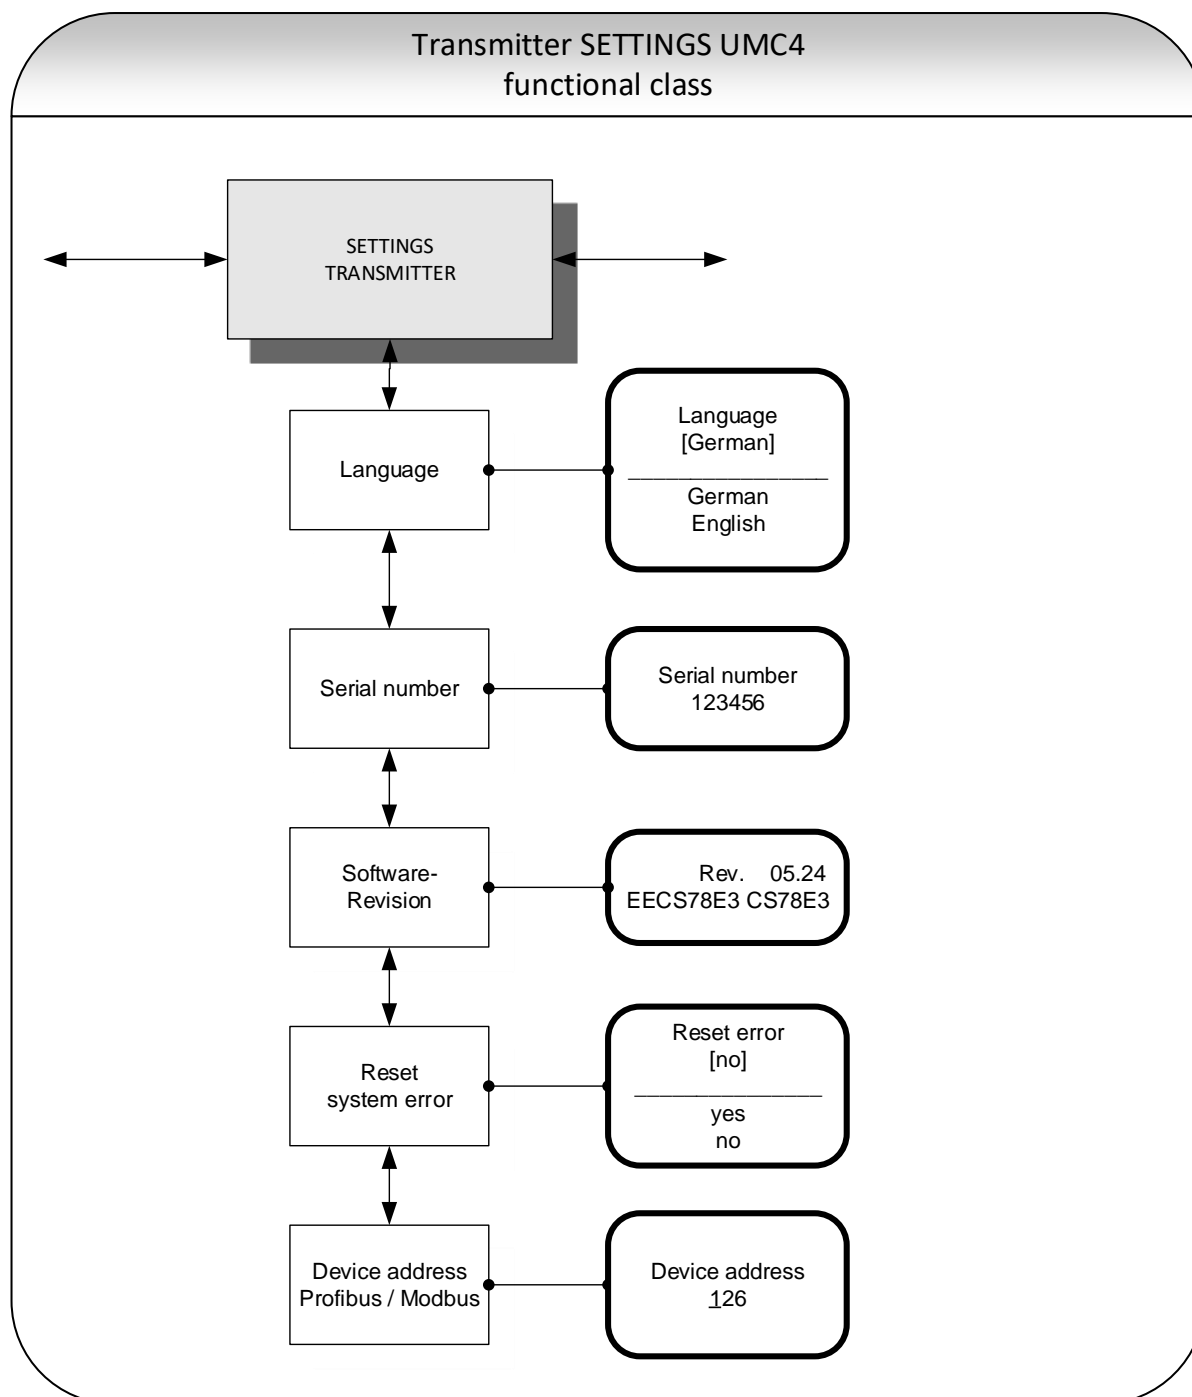 Transmitter SETTINGS UMC4
functional class
SETTINGS
TRANSMITTER
Language
Language
[German]
________________
German
English
Serial number
Serial number
123456
Software-
Revision
Rev. 05.24
EECS78E3 CS78E3
Reset
system error
Reset error
[no]
_______________
yes
no
Device address
Profibus / Modbus
Device address
126